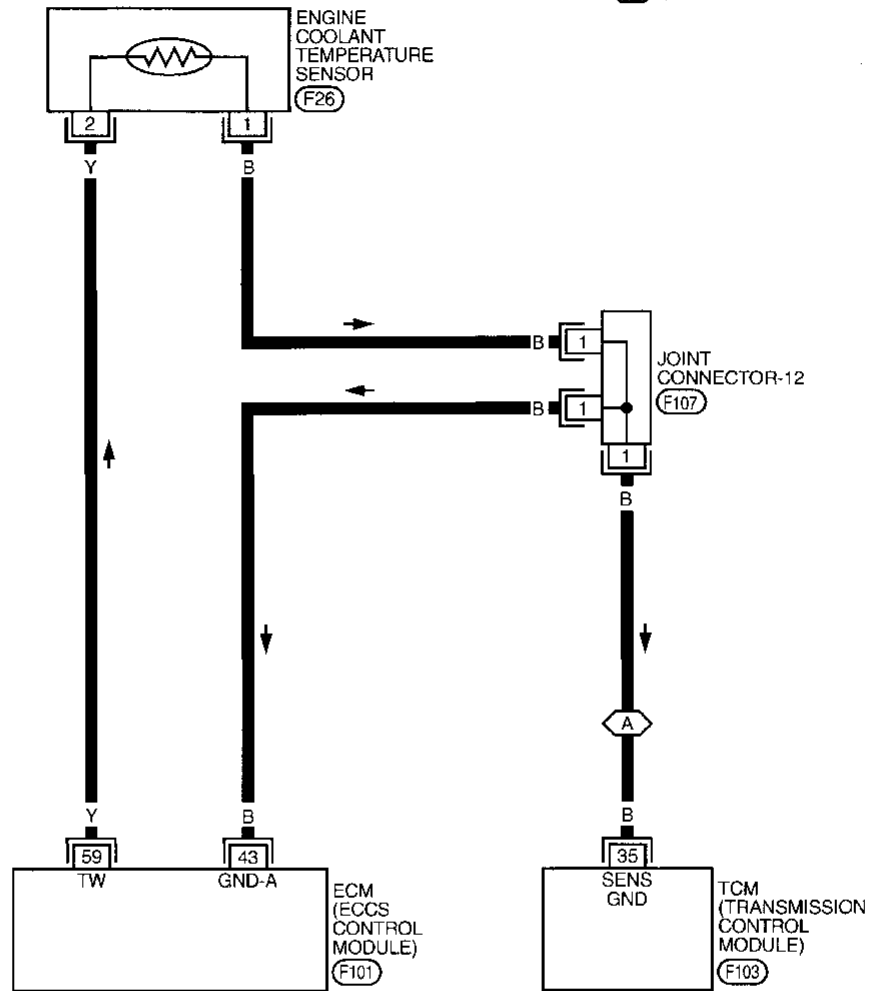 ENGINE
COOLANT
TEMPERATURE
SENSOR
F26
2
1
Y
B
B
1
JOINT
CONNECTOR-12
F107
B
1
1
B
A
Y
B
B
59
43
35
TW
GND-A
SENS
GND
ECM
(ECCS
CONTROL
MODULE)
F101
TCM
(TRANSMISSION
CONTROL
MODULE)
F103